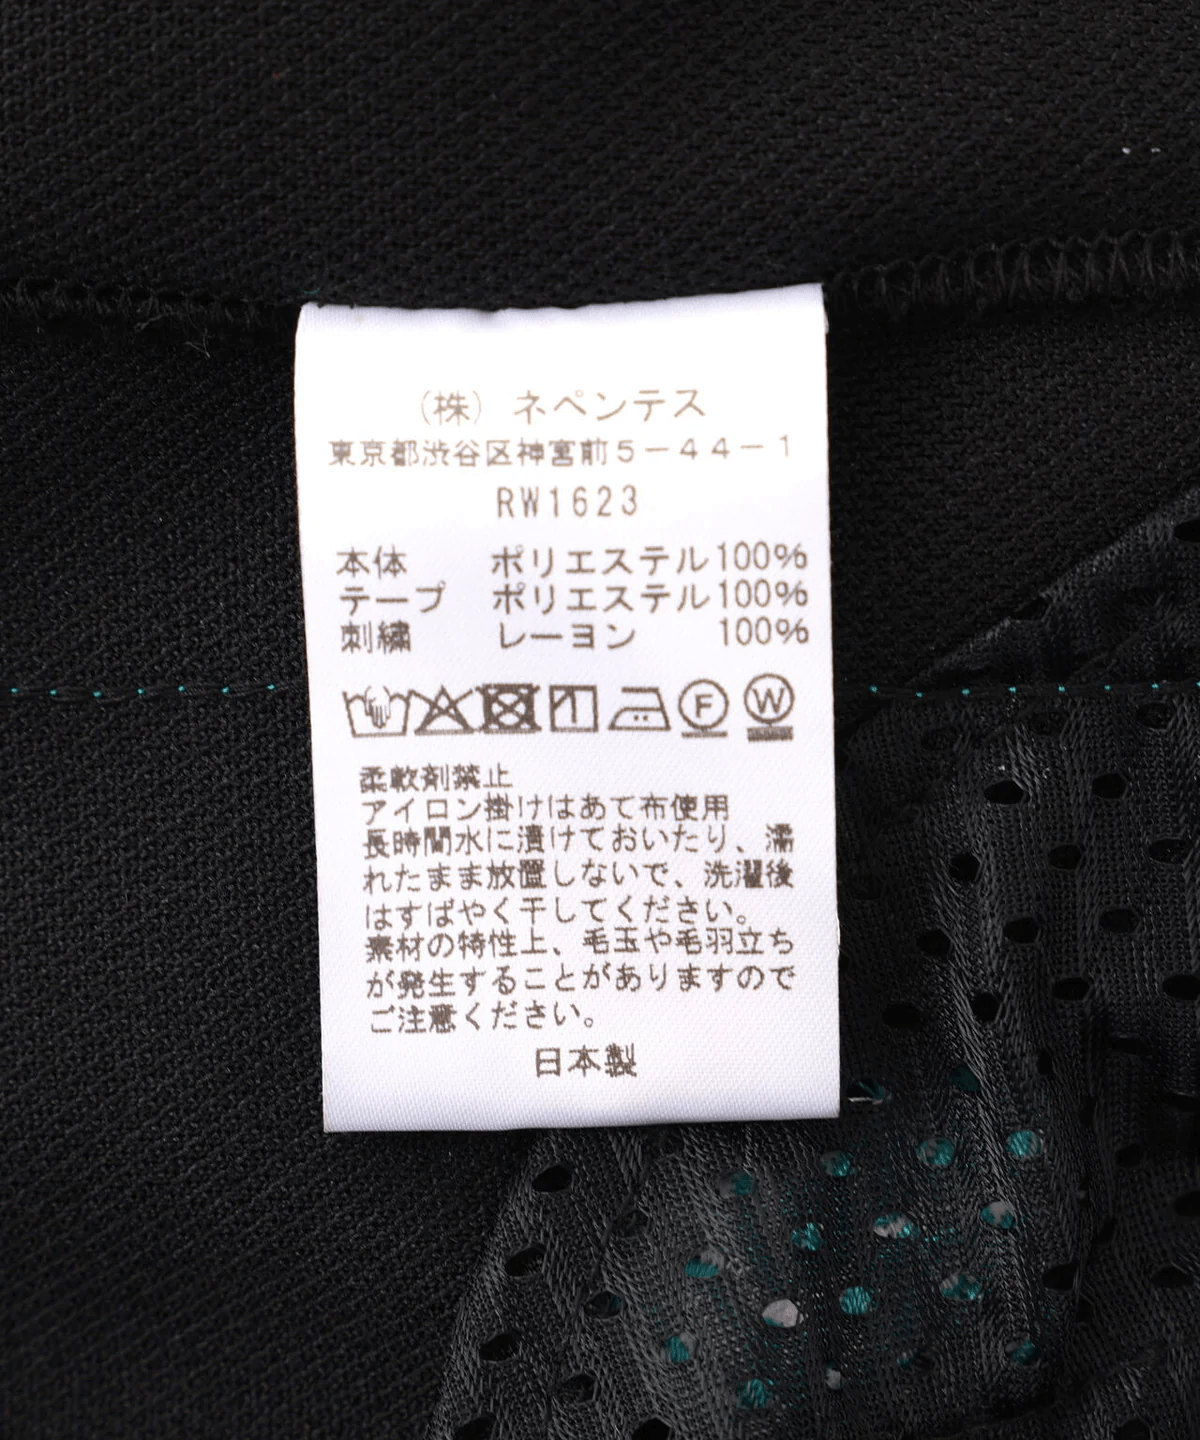 (株) ネペンテス
東京都渋谷区神宮前5-44-1
RW1623
本体 ポリエステル100%
テープ ポリエステル100%
刺繍 レーヨン 100%
F W
柔軟剤禁止
アイロン掛けはあて布使用
長時間水に漬けておいたり、濡
れたまま放置しないで、洗濯後
はすばやく干してください。
素材の特性上、毛玉や毛羽立ち
が発生することがありますので
ご注意ください。
日本製